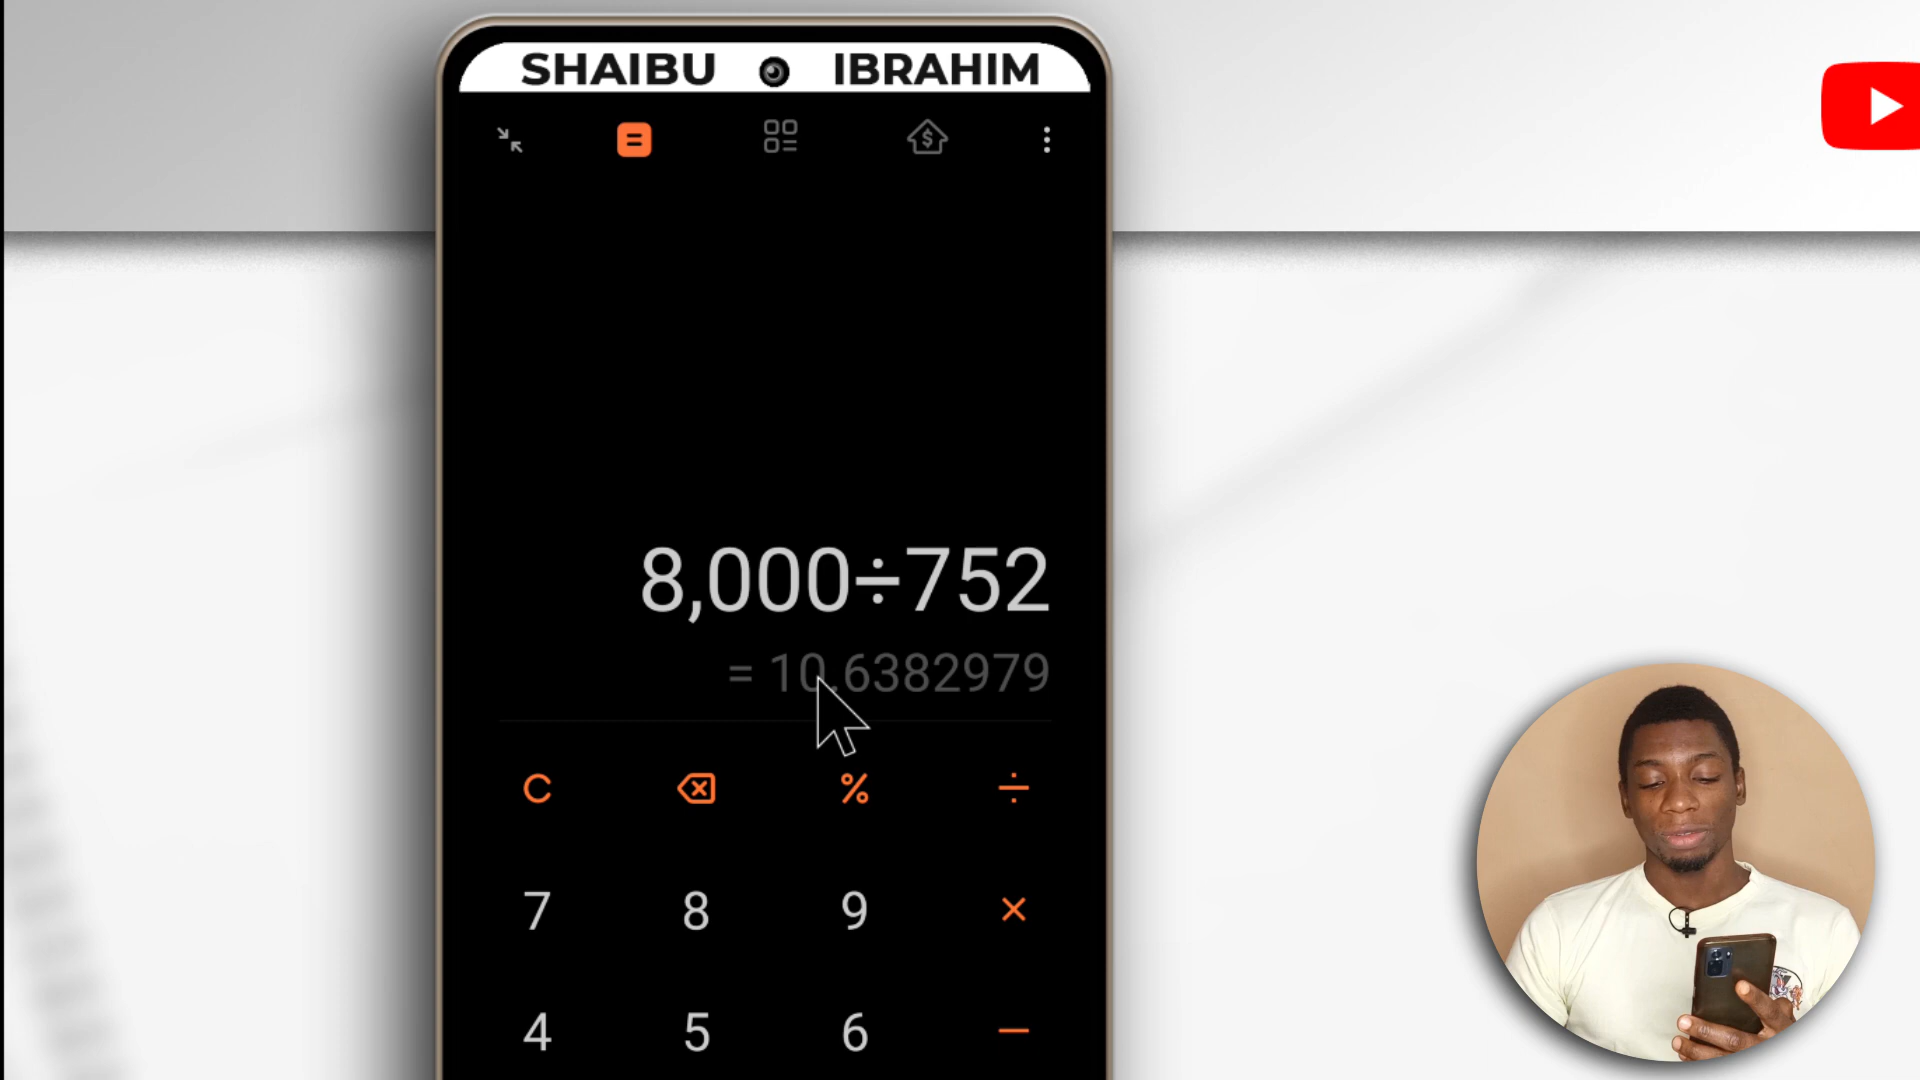 SHAIBU IBRAHIM
8,000÷752
= 10.6382979
C % ÷
7 8 9 ×
4 5 6 −